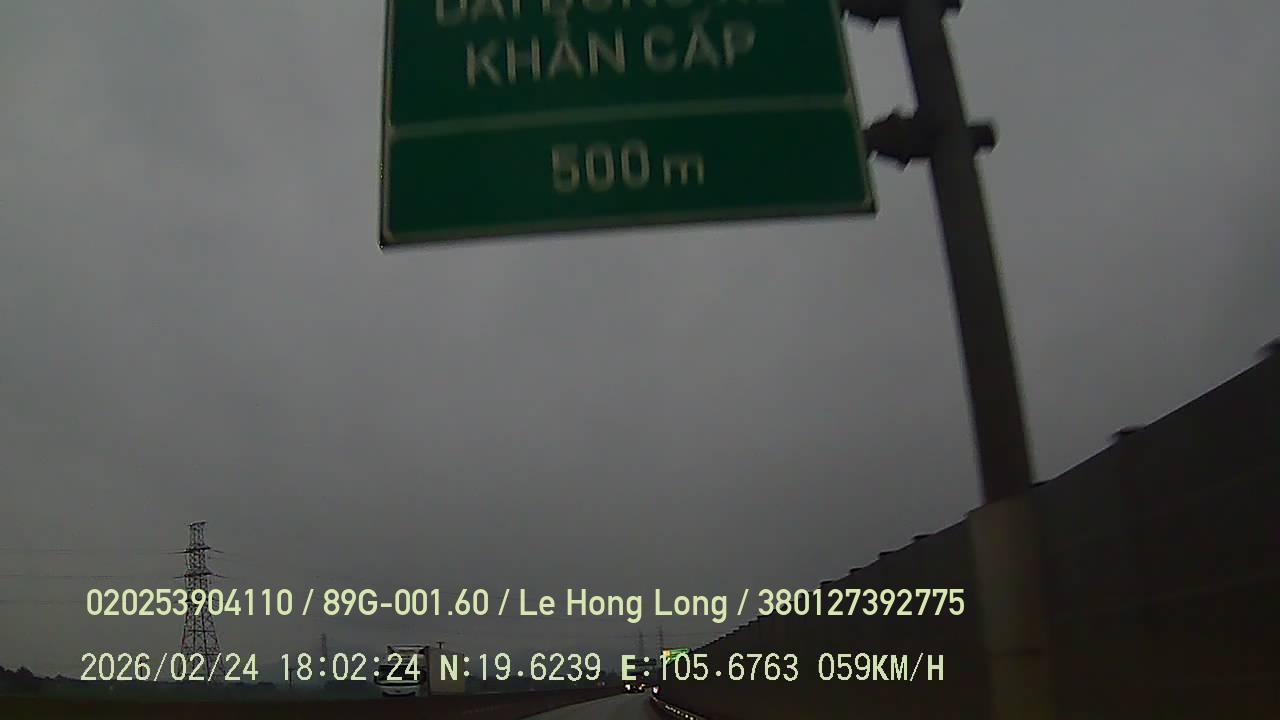 KHẨN CẤP
500 m
020253904110 / 89G-001.60 / Le Hong Long / 380127392775
2026/02/24 18:02:24 N:19.6239 E:105.6763 059KM/H